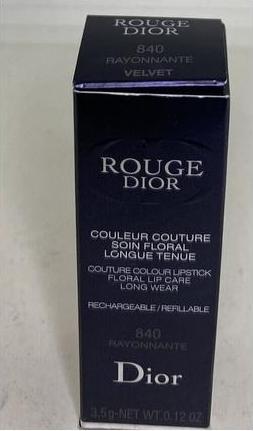 ROUGE
DIOR
840
RAYONNANTE
VELVET
ROUGE
DIOR
COULEUR COUTURE
SOIN FLORAL
LONGUE TENUE
COUTURE COLOUR LIPSTICK
FLORAL LIP CARE
LONG WEAR
RECHARGEABLE/REFILLABLE
840
RAYONNANTE
Dior
3,5g-NET WT.0.12 OZ